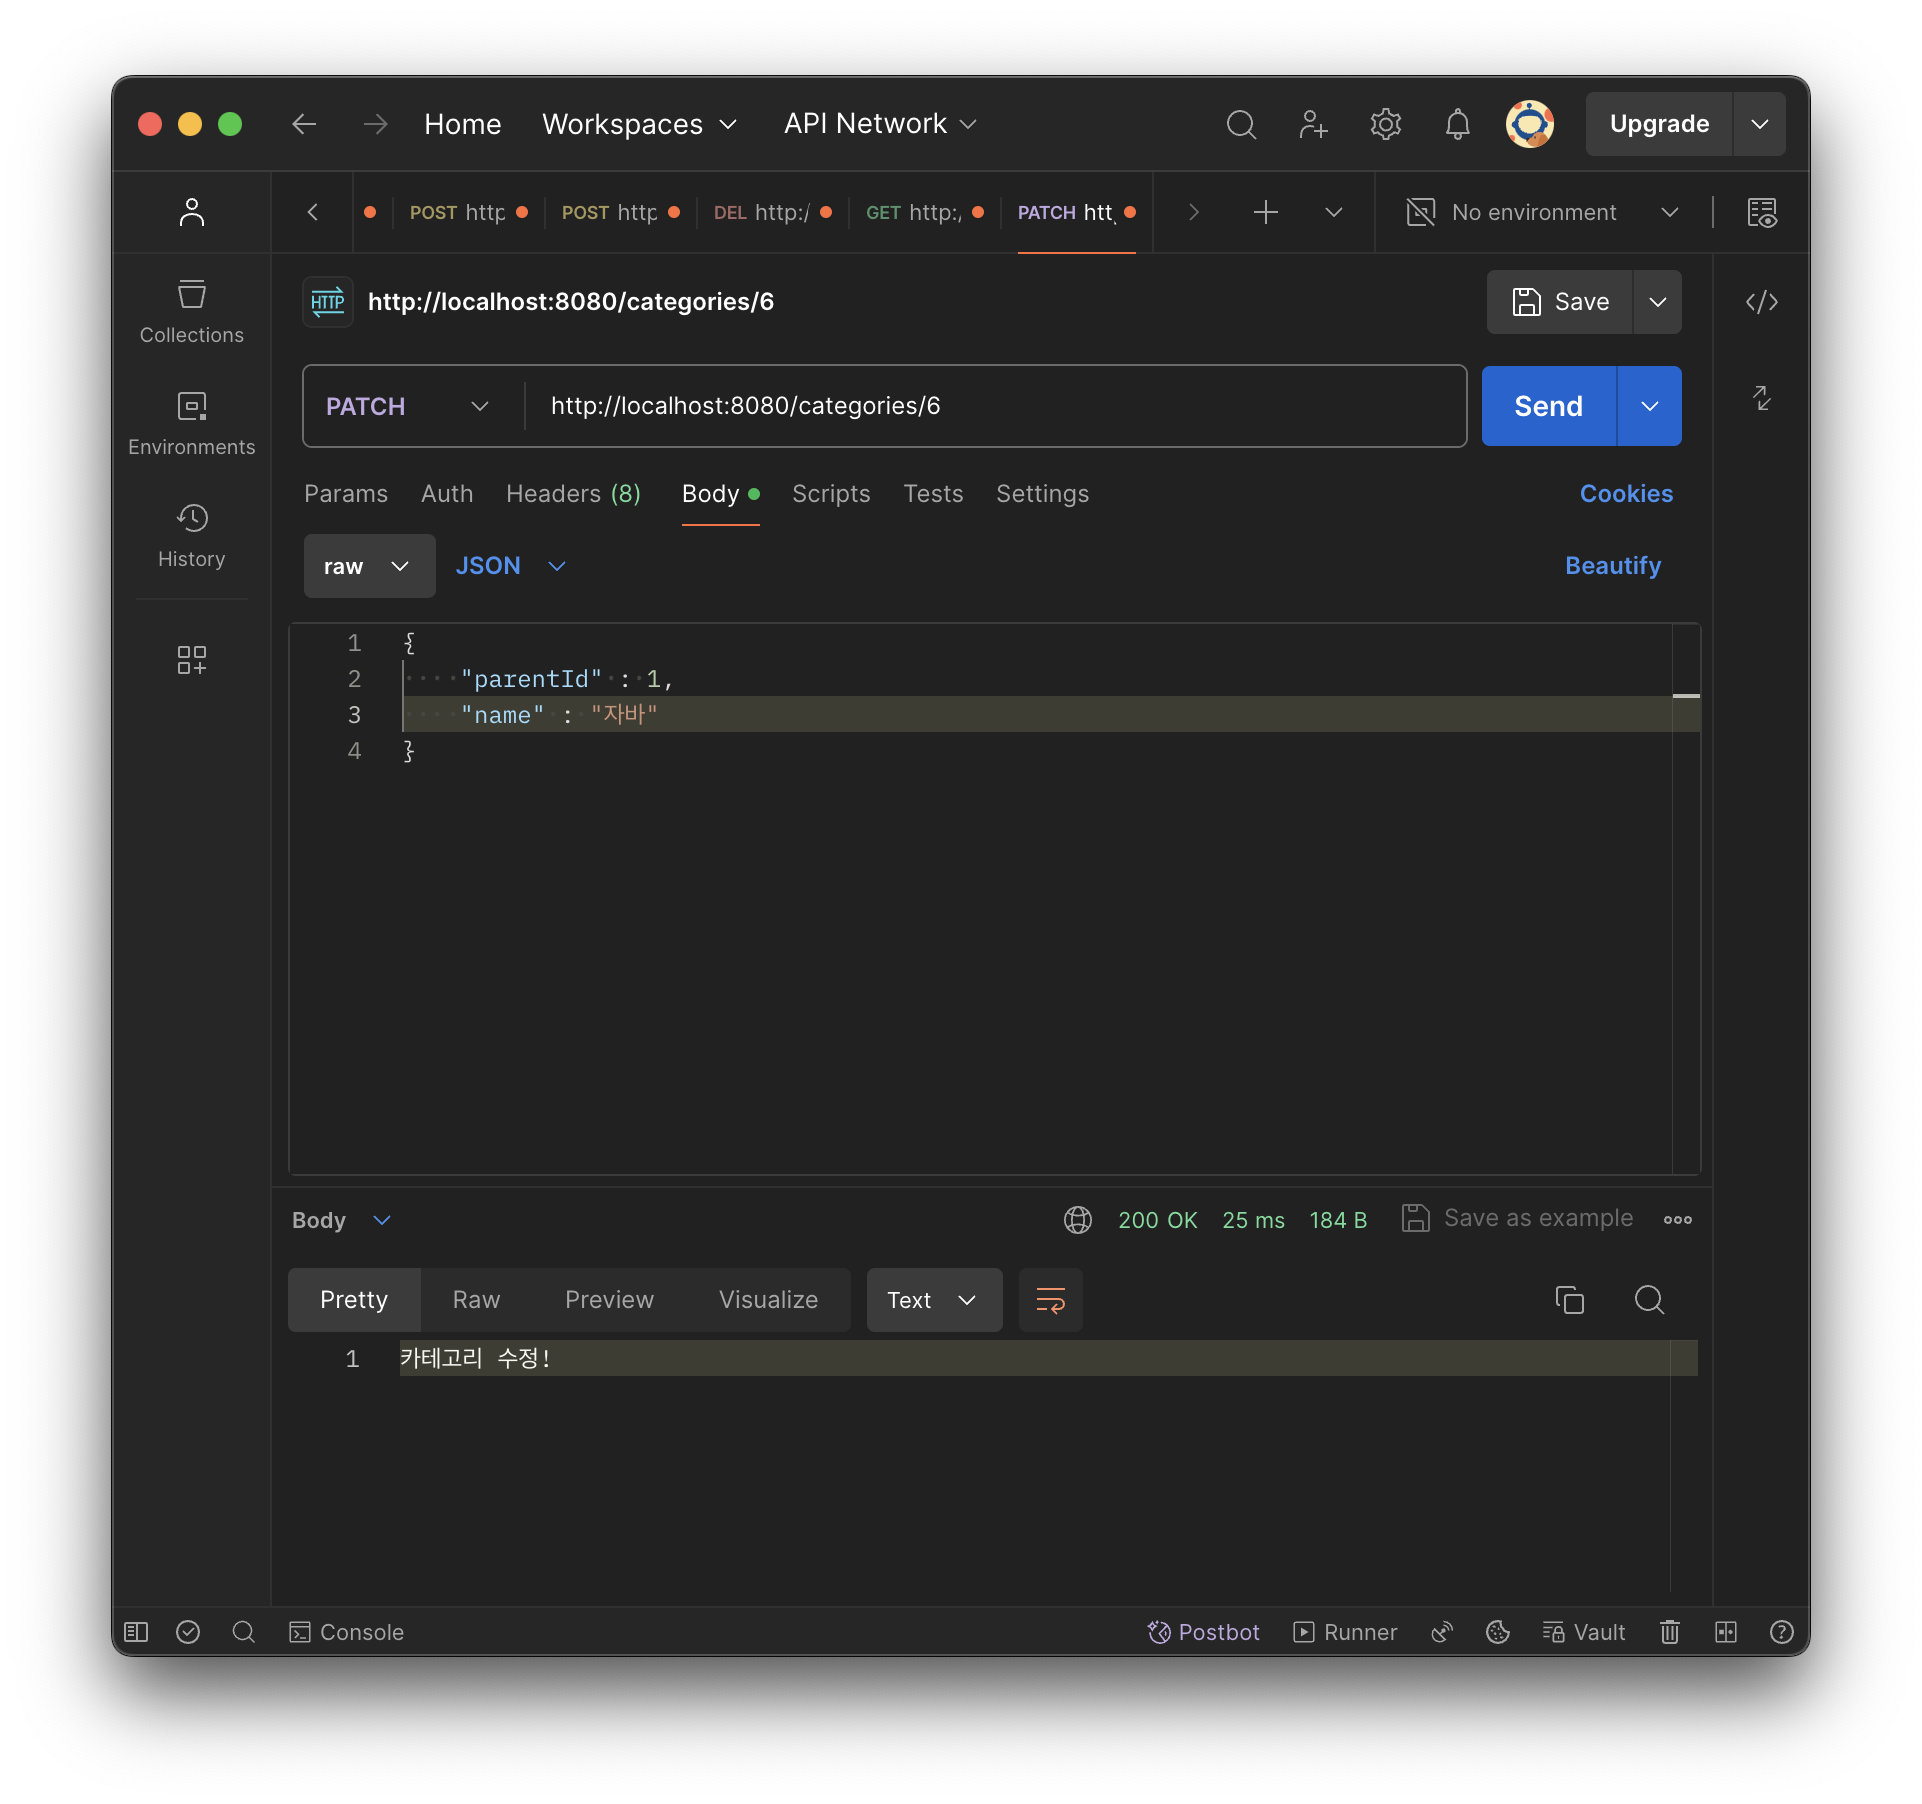 Home Workspaces API Network Upgrade
POST http DEL http:/ GET http:/ PATCH htt No environment
POST http
HTTP http://localhost:8080/categories/6 Save
Collections
PATCH http://localhost:8080/categories/6 Send
Environments
Params Auth Headers (8) Body Scripts Tests Settings Cookies
History
raw JSON Beautify
1 {
2 "parentId" : 1,
3 "name" : "자바"
4 }
Body 200 OK 25 ms 184 B Save as example
Pretty Raw Preview Visualize Text
1 카테고리 수정!
Console Postbot Runner Vault